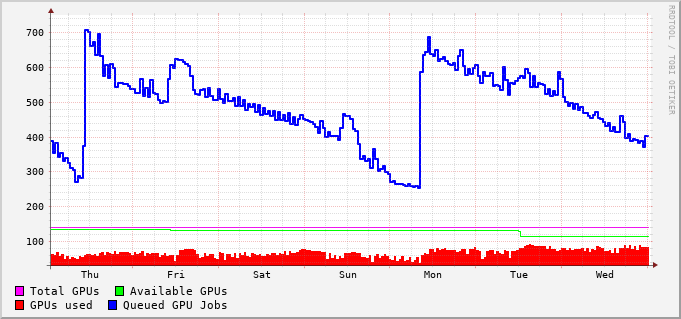 700
600
500
400
300
200
100
Thu Fri Sat Sun Mon Tue Wed
Total GPUs Available GPUs
GPUs used Queued GPU Jobs
RRDTOOL / TOBI OETIKER